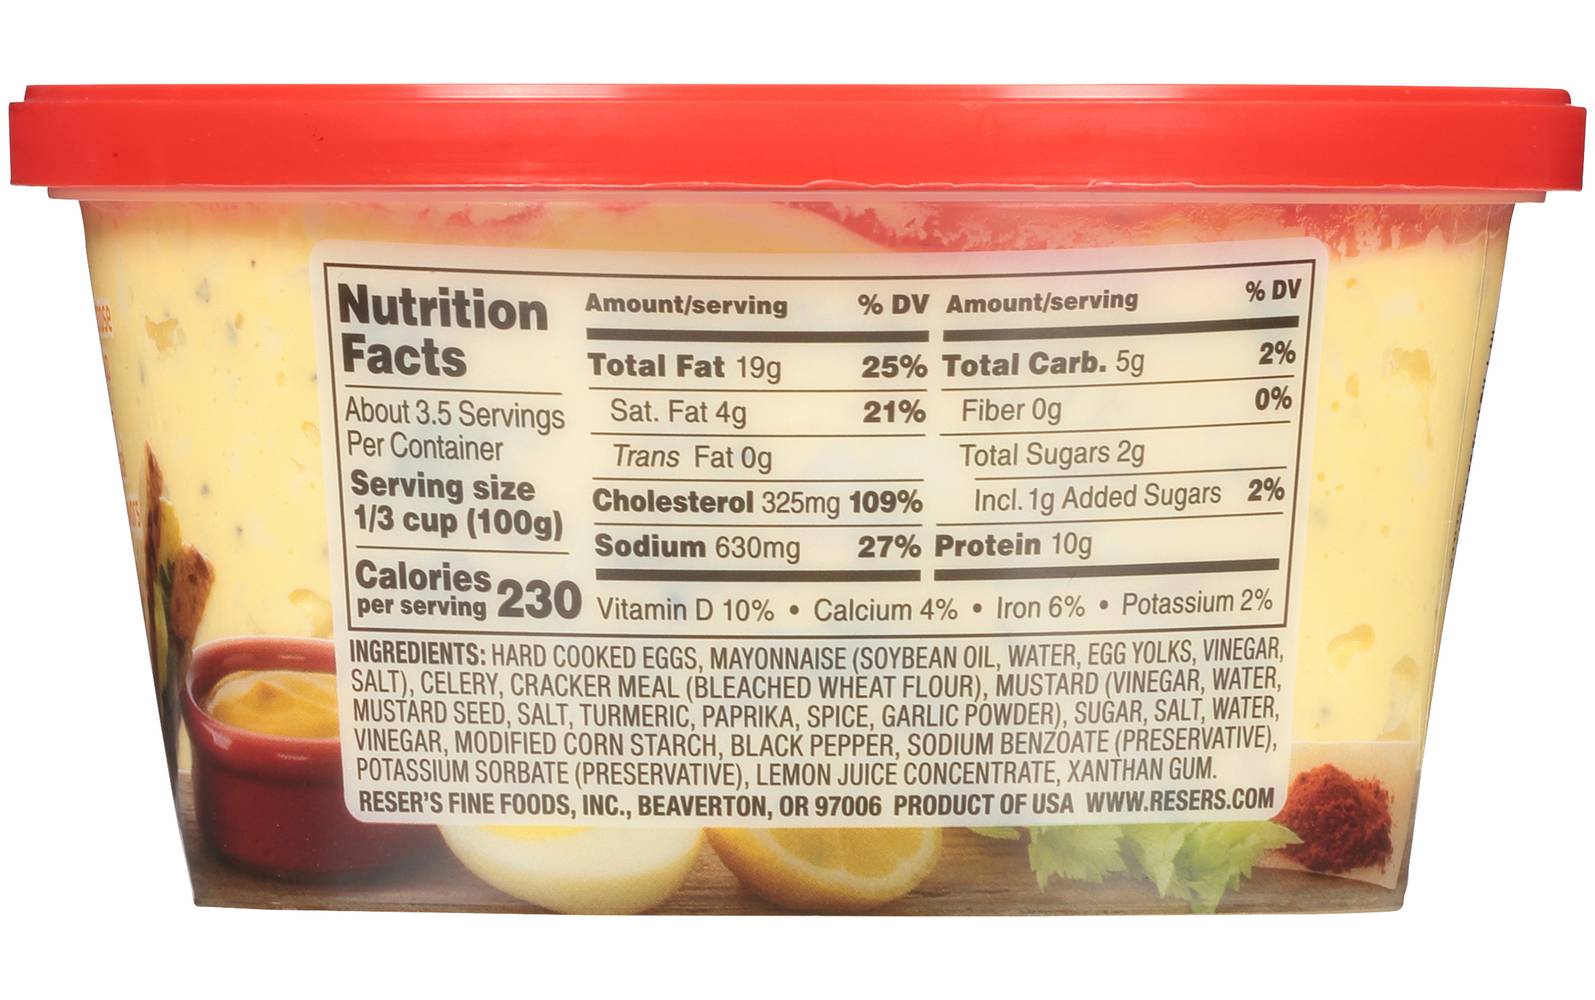 Nutrition
Facts
About 3.5 Servings
Per Container
Serving size
1/3 cup (100g)
Calories
per serving 230
Amount/serving % DV
Total Fat 19g 25%
Sat. Fat 4g 21%
Trans Fat 0g
Cholesterol 325mg 109%
Sodium 630mg 27%
Amount/serving % DV
Total Carb. 5g 2%
Fiber 0g 0%
Total Sugars 2g
Incl. 1g Added Sugars 2%
Protein 10g
Vitamin D 10% • Calcium 4% • Iron 6% • Potassium 2%
INGREDIENTS: HARD COOKED EGGS, MAYONNAISE (SOYBEAN OIL, WATER, EGG YOLKS, VINEGAR,
SALT), CELERY, CRACKER MEAL (BLEACHED WHEAT FLOUR), MUSTARD (VINEGAR, WATER,
MUSTARD SEED, SALT, TURMERIC, PAPRIKA, SPICE, GARLIC POWDER), SUGAR, SALT, WATER,
VINEGAR, MODIFIED CORN STARCH, BLACK PEPPER, SODIUM BENZOATE (PRESERVATIVE),
POTASSIUM SORBATE (PRESERVATIVE), LEMON JUICE CONCENTRATE, XANTHAN GUM.
RESER'S FINE FOODS, INC., BEAVERTON, OR 97006 PRODUCT OF USA WWW.RESERS.COM